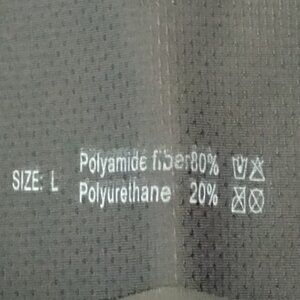 Polyamide fiber 80%
SIZE: L
Polyurethane 20%